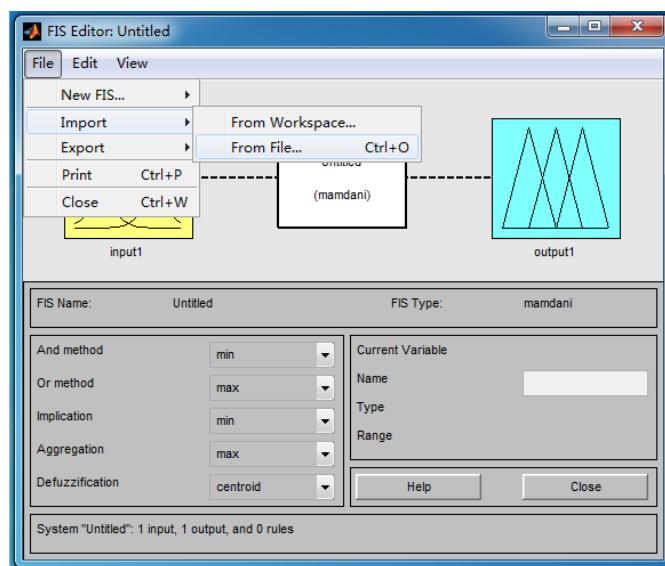 FIS Editor: Untitled
File Edit View
New FIS...
Import
Export
Print Ctrl+P
Close Ctrl+W
From Workspace...
From File... Ctrl+O
Untitled
(mamdani)
input1
output1
FIS Name: Untitled FIS Type: mamdani
And method min
Or method max
Implication min
Aggregation max
Defuzzification centroid
Current Variable
Name
Type
Range
Help Close
System "Untitled": 1 input, 1 output, and 0 rules